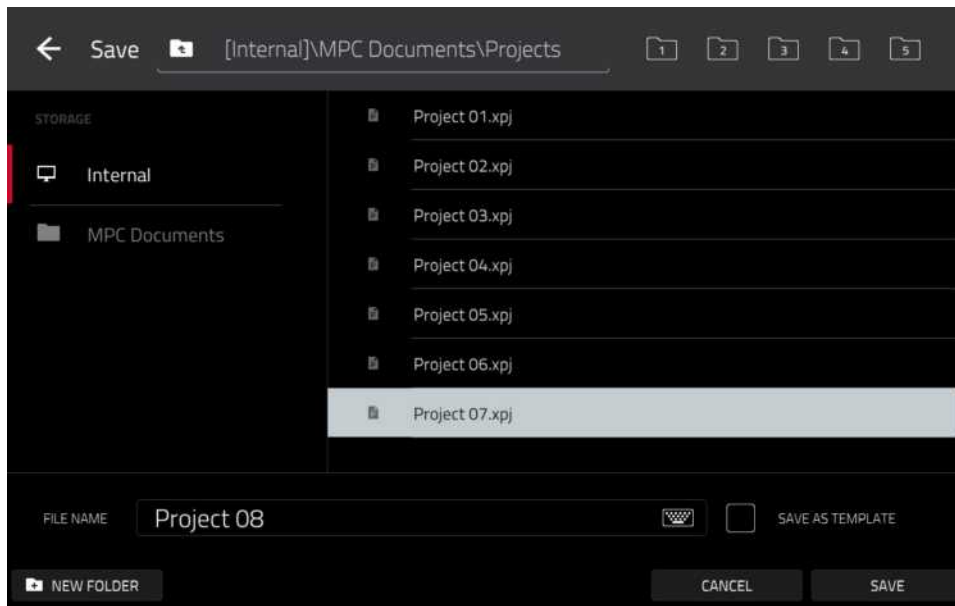 Save [Internal]\MPC Documents\Projects 1 2 3 4 5
STORAGE
Internal
MPC Documents
Project 01.xpj
Project 02.xpj
Project 03.xpj
Project 04.xpj
Project 05.xpj
Project 06.xpj
Project 07.xpj
FILE NAME Project 08 SAVE AS TEMPLATE
NEW FOLDER CANCEL SAVE